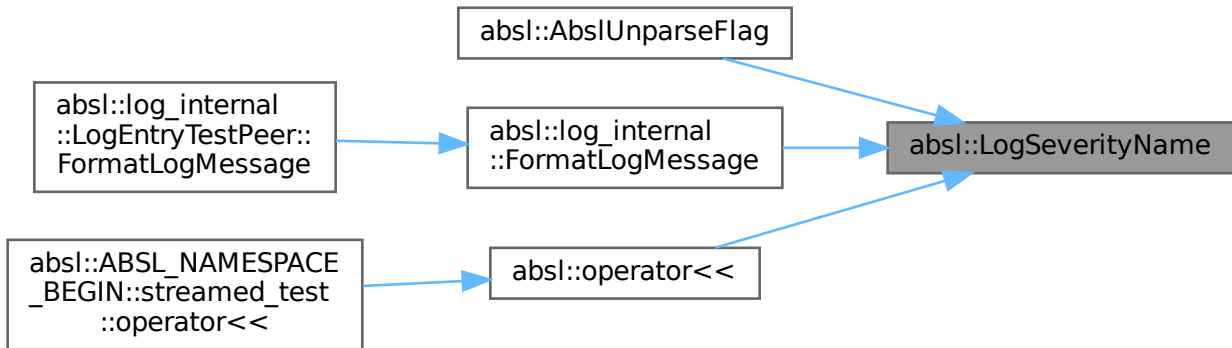 absl::AbslUnparseFlag
absl::log_internal
::LogEntryTestPeer::
FormatLogMessage
absl::log_internal
::FormatLogMessage
absl::LogSeverityName
absl::ABSL_NAMESPACE
_BEGIN::streamed_test
::operator<<
absl::operator<<